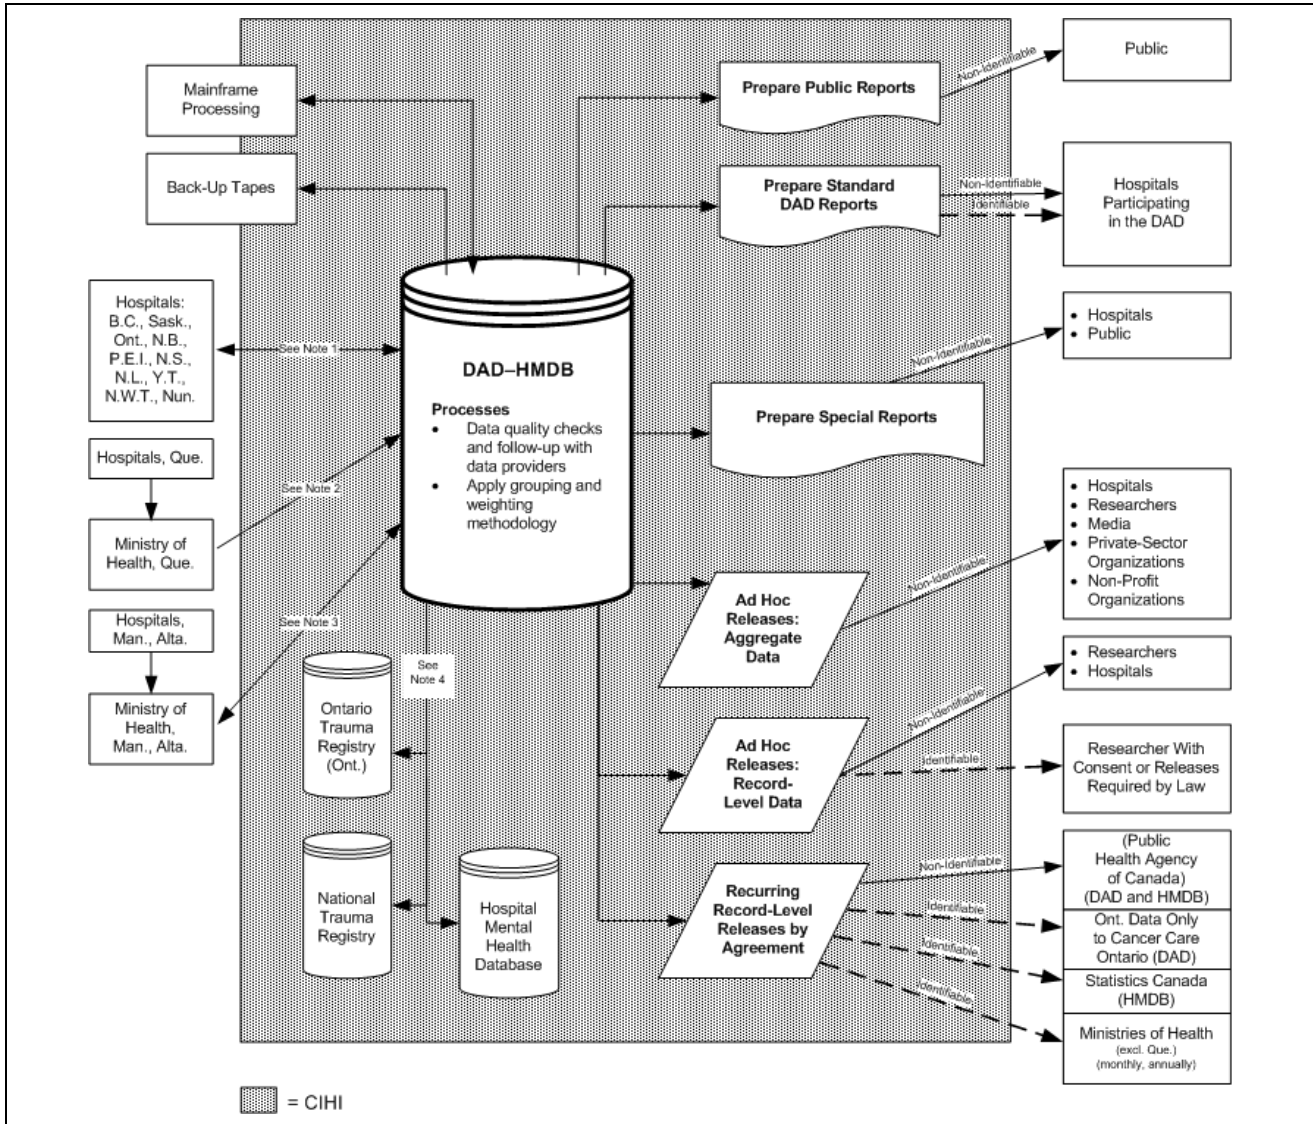 Mainframe
Processing
Back-Up Tapes
Hospitals:
B.C., Sask.,
Ont., N.B.,
P.E.I., N.S.,
N.L., Y.T.,
N.W.T., Nun.
See Note 1
Hospitals, Que.
See Note 2
Ministry of
Health, Que.
Hospitals,
Man., Alta.
See Note 3
Ministry of
Health,
Man., Alta.
DAD–HMDB
Processes
• Data quality checks
and follow-up with
data providers
• Apply grouping and
weighting
methodology
See
Note 4
Ontario
Trauma
Registry
(Ont.)
National
Trauma
Registry
Hospital
Mental
Health
Database
Prepare Public Reports
Non-Identifiable
Public
Prepare Standard
DAD Reports
Non-Identifiable
Identifiable
Hospitals
Participating
in the DAD
Prepare Special Reports
Non-Identifiable
• Hospitals
• Public
Ad Hoc
Releases:
Aggregate
Data
Non-Identifiable
• Hospitals
• Researchers
• Media
• Private-Sector
Organizations
• Non-Profit
Organizations
Ad Hoc
Releases:
Record-
Level Data
Non-Identifiable
• Researchers
• Hospitals
Identifiable
Researcher With
Consent or Releases
Required by Law
Recurring
Record-Level
Releases by
Agreement
Non-Identifiable
(Public
Health Agency
of Canada)
(DAD and HMDB)
Identifiable
Ont. Data Only
to Cancer Care
Ontario (DAD)
Identifiable
Statistics Canada
(HMDB)
Identifiable
Ministries of Health
(excl. Que.)
(monthly, annually)
= CIHI